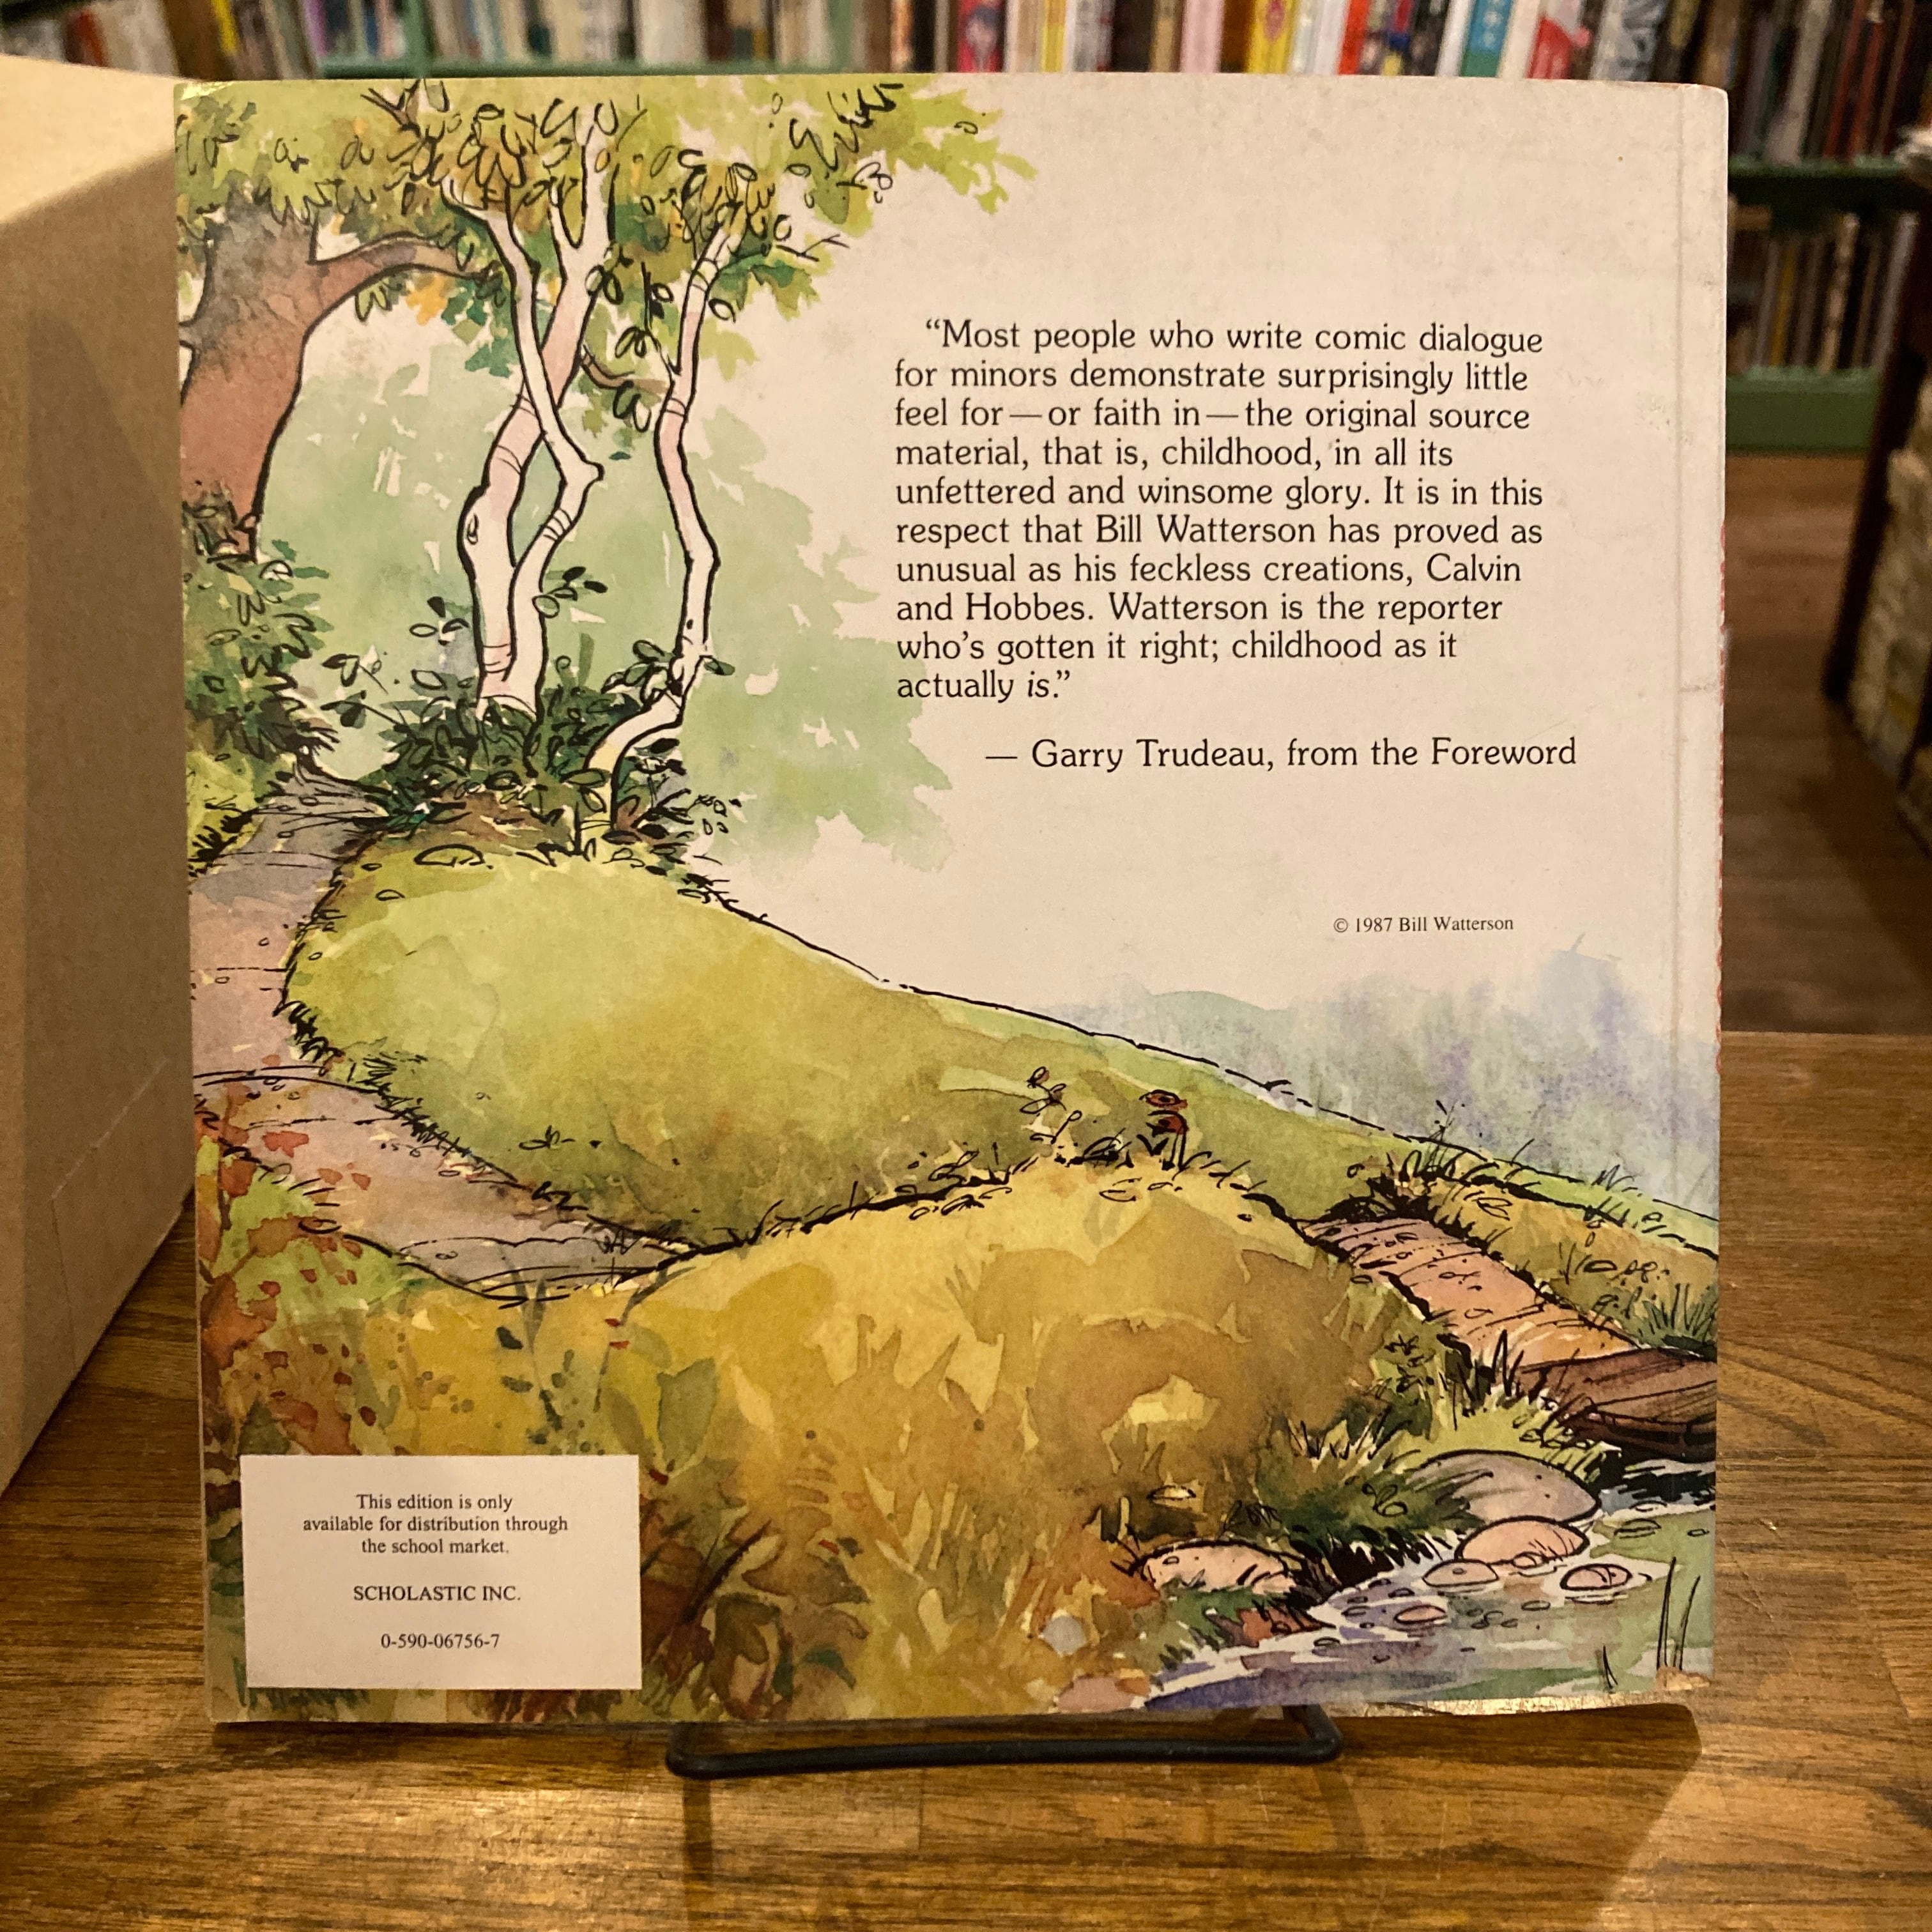 “Most people who write comic dialogue
for minors demonstrate surprisingly little
feel for—or faith in—the original source
material, that is, childhood, in all its
unfettered and winsome glory. It is in this
respect that Bill Watterson has proved as
unusual as his feckless creations, Calvin
and Hobbes. Watterson is the reporter
who’s gotten it right; childhood as it
actually is.”
— Garry Trudeau, from the Foreword
© 1987 Bill Watterson
This edition is only
available for distribution through
the school market.
SCHOLASTIC INC.
0-590-06756-7